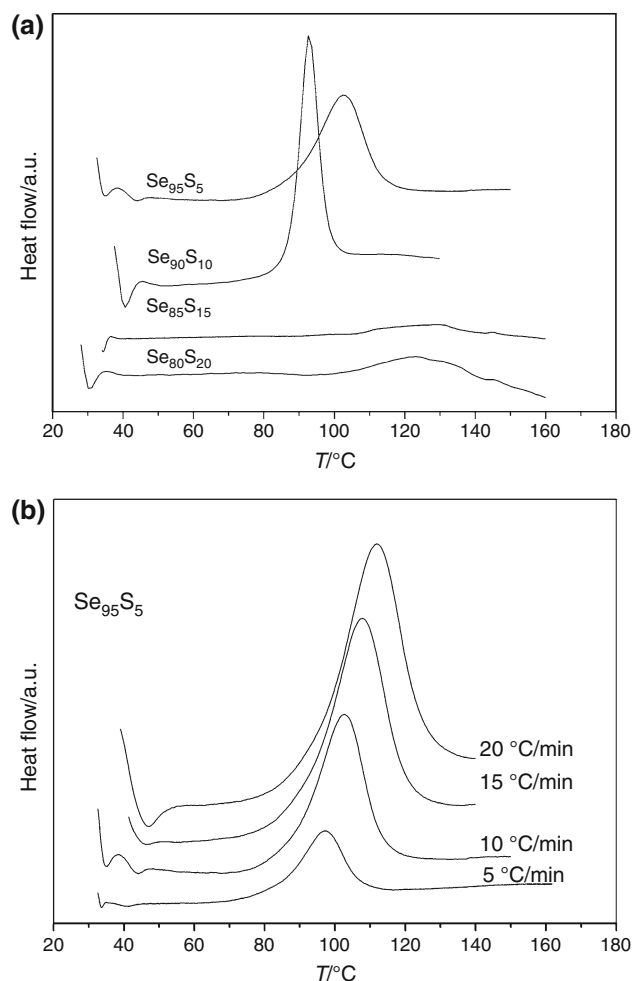 (a)
Heat flow/a.u.
Se₉₅S₅
Se₉₀S₁₀
Se₈₅S₁₅
Se₈₀S₂₀
20 40 60 80 100 120 140 160 180
T/°C
(b)
Heat flow/a.u.
Se₉₅S₅
20 °C/min
15 °C/min
10 °C/min
5 °C/min
20 40 60 80 100 120 140 160 180
T/°C